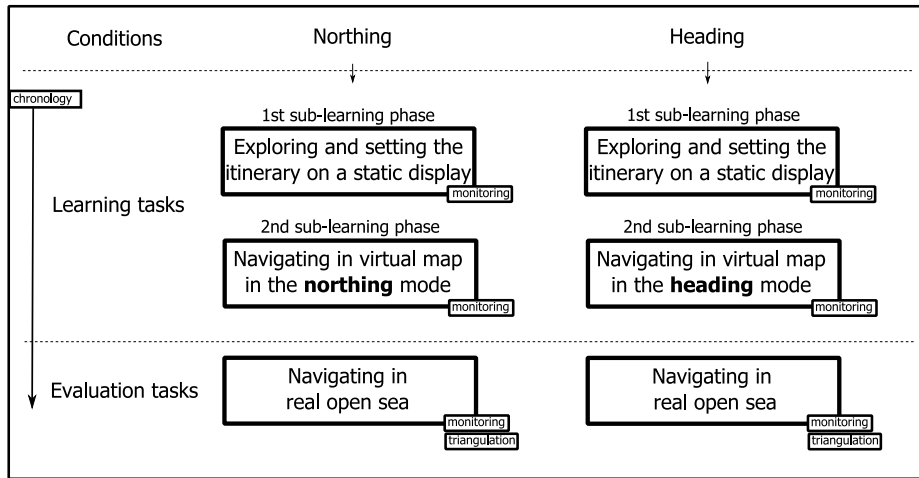 Conditions
Northing
Heading
chronology
1st sub-learning phase
1st sub-learning phase
Exploring and setting the
itinerary on a static display
monitoring
Exploring and setting the
itinerary on a static display
monitoring
Learning tasks
2nd sub-learning phase
2nd sub-learning phase
Navigating in virtual map
in the northing mode
monitoring
Navigating in virtual map
in the heading mode
monitoring
Evaluation tasks
Navigating in
real open sea
monitoring
triangulation
Navigating in
real open sea
monitoring
triangulation